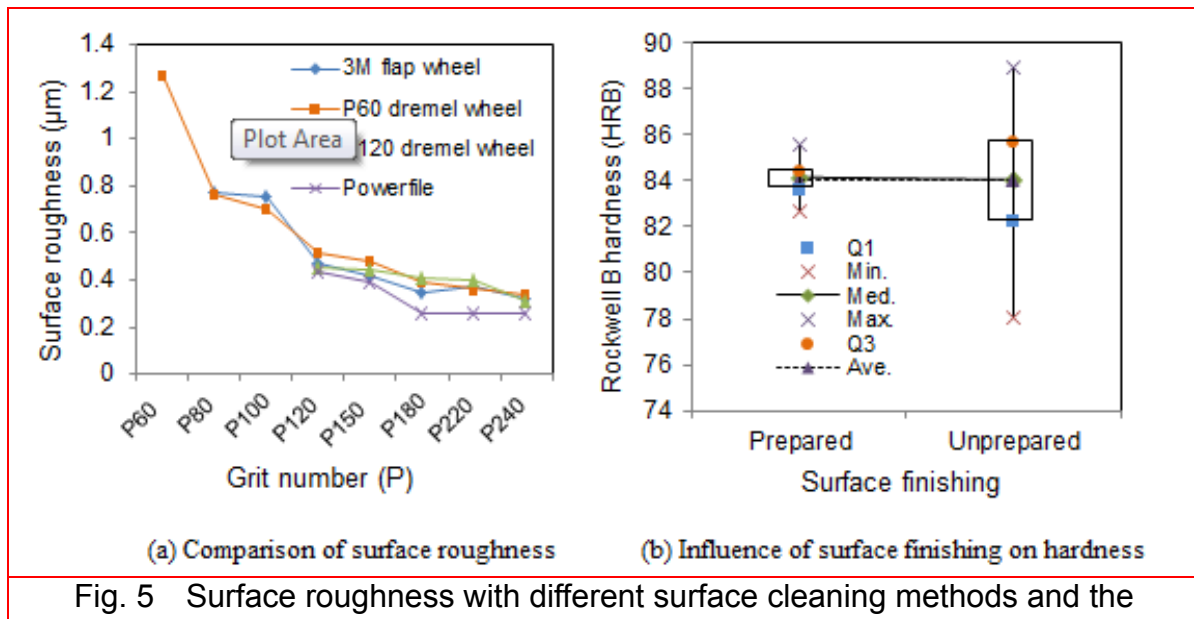 1.4
1.2
1
0.8
0.6
0.4
0.2
0
Surface roughness (µm)
3M flap wheel
P60 dremel wheel
Plot Area
120 dremel wheel
Powerfile
P60 P80 P100 P120 P150 P180 P220 P240
Grit number (P)
(a) Comparison of surface roughness
90
88
86
84
82
80
78
76
74
Rockwell B hardness (HRB)
Q1
Min.
Med.
Max.
Q3
Ave.
Prepared Unprepared
Surface finishing
(b) Influence of surface finishing on hardness
Fig. 5 Surface roughness with different surface cleaning methods and the